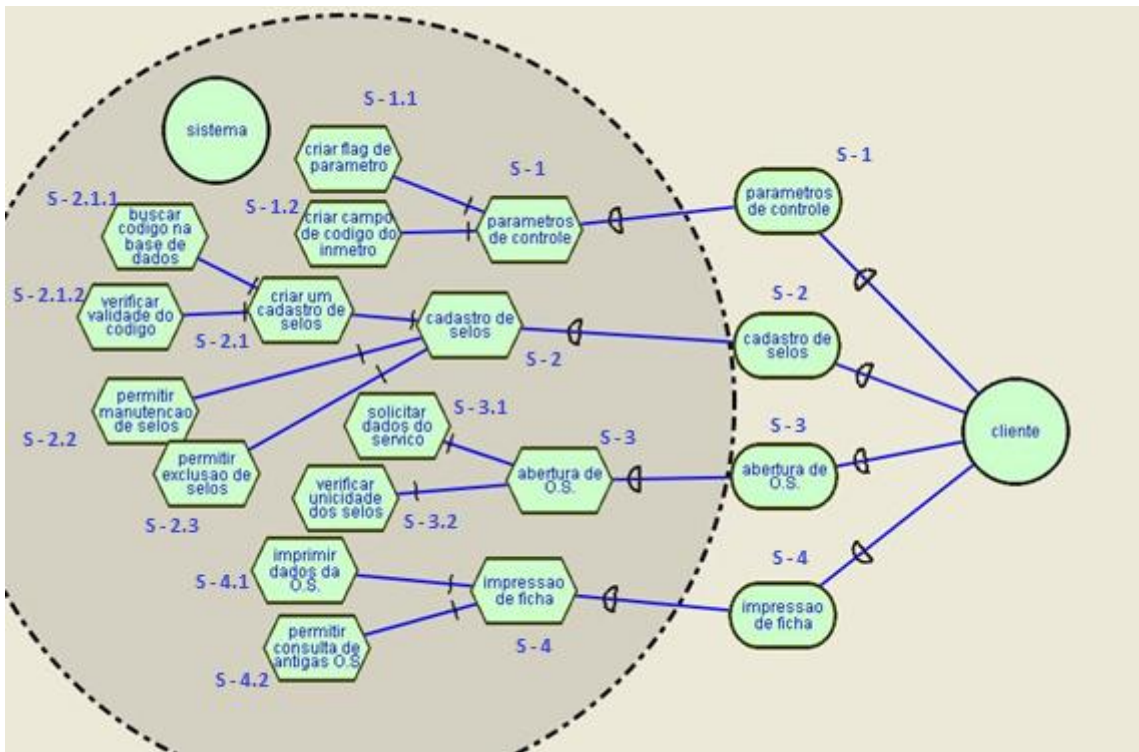 S - 1.1
sistema
criar flag de
parametro
S - 1
S - 1
parametros
de controle
S - 2.1.1
buscar
codigo na
base de
dados
S - 1.2
criar campo
de codigo do
inmetro
parametros
de controle
S - 2.1.2
verificar
validade do
codigo
S - 2.1
criar um
cadastro de
selos
cadastro de
selos
S - 2
S - 2
cadastro de
selos
permitir
manutencao
de selos
S - 2.2
permitir
exclusao de
selos
S - 2.3
solicitar
dados do
servico
S - 3.1
S - 3
abertura de
O.S.
S - 3
abertura de
O.S.
cliente
verificar
unicidade
dos selos
S - 3.2
imprimir
dados da
O.S.
S - 4.1
impressao
de ficha
S - 4
S - 4
impressao
de ficha
permitir
consulta de
antigas O.S
S - 4.2